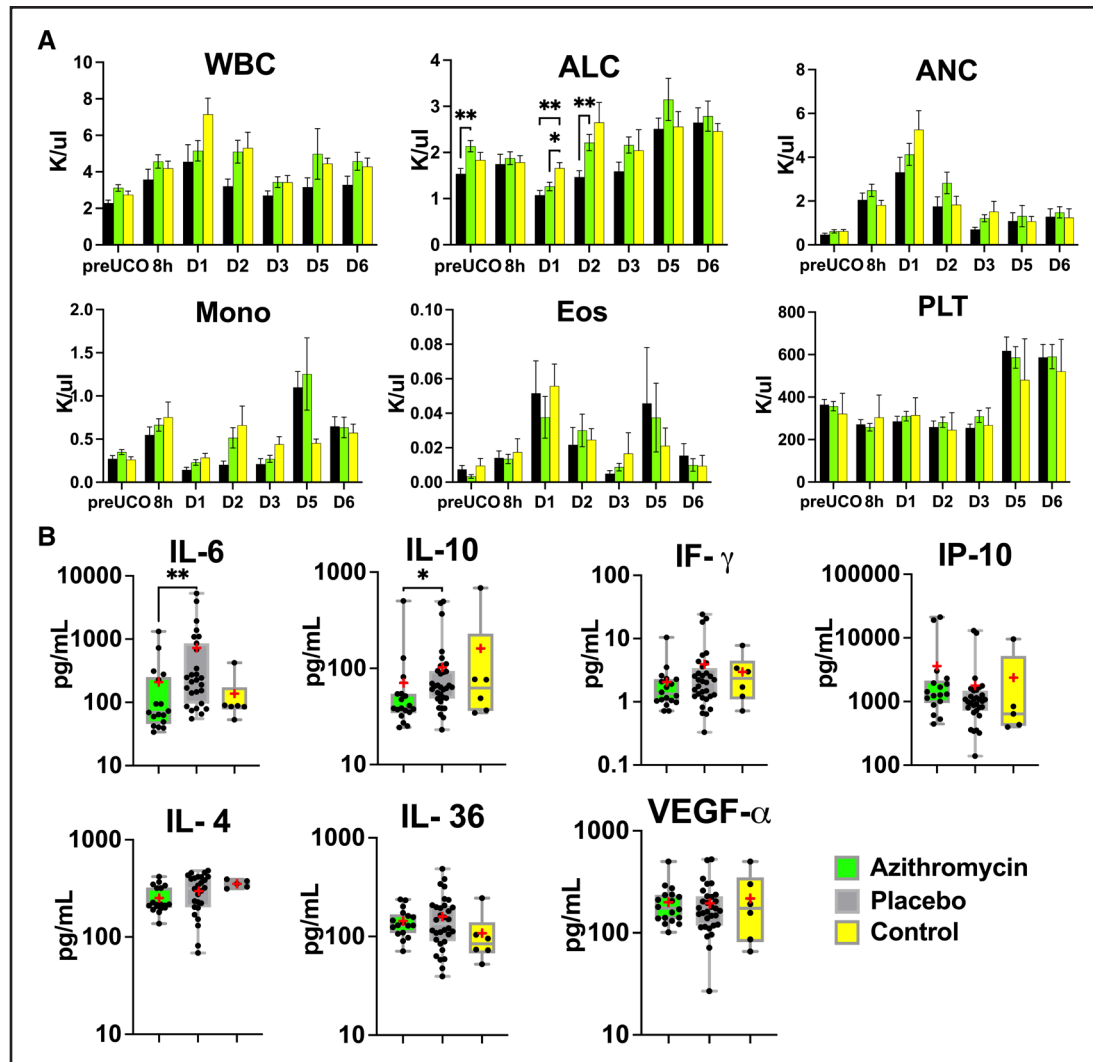 A
WBC
10
8
6
4
2
0
K/ul
preUCO 8h D1 D2 D3 D5 D6
ALC
4
3
2
1
0
K/ul
** ** * **
preUCO 8h D1 D2 D3 D5 D6
ANC
8
6
4
2
0
K/ul
preUCO 8h D1 D2 D3 D5 D6
Mono
2.0
1.5
1.0
0.5
0.0
K/ul
preUCO 8h D1 D2 D3 D5 D6
Eos
0.10
0.08
0.06
0.04
0.02
0.00
K/ul
preUCO 8h D1 D2 D3 D5 D6
PLT
800
600
400
200
0
K/ul
preUCO 8h D1 D2 D3 D5 D6
B
IL-6
10000
1000
100
10
pg/mL
**
IL-10
1000
100
10
pg/mL
*
IF- γ
100
10
1
0.1
pg/mL
IP-10
100000
10000
1000
100
pg/mL
IL- 4
1000
100
10
pg/mL
IL- 36
1000
100
10
pg/mL
VEGF-α
1000
100
10
pg/mL
Azithromycin
Placebo
Control